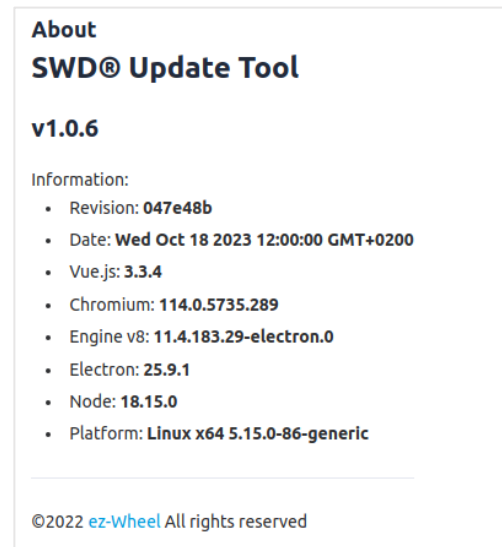 About
SWD® Update Tool
v1.0.6
Information:
• Revision: 047e48b
• Date: Wed Oct 18 2023 12:00:00 GMT+0200
• Vue.js: 3.3.4
• Chromium: 114.0.5735.289
• Engine v8: 11.4.183.29-electron.0
• Electron: 25.9.1
• Node: 18.15.0
• Platform: Linux x64 5.15.0-86-generic
©2022 ez-Wheel All rights reserved